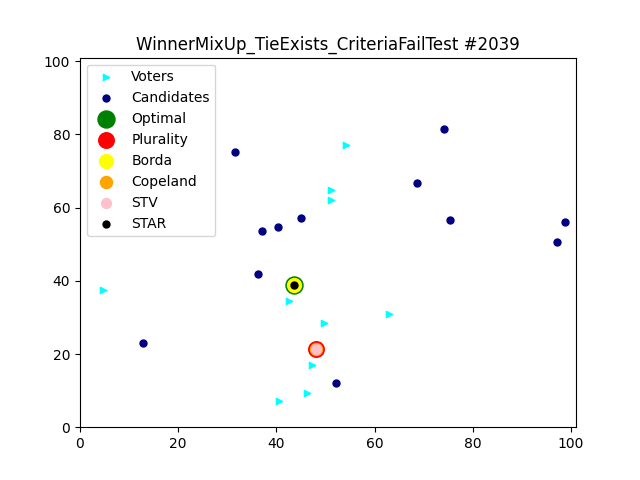 WinnerMixUp_TieExists_CriteriaFailTest #2039
100
80
60
40
20
0
Voters
Candidates
Optimal
Plurality
Borda
Copeland
STV
STAR
0 20 40 60 80 100